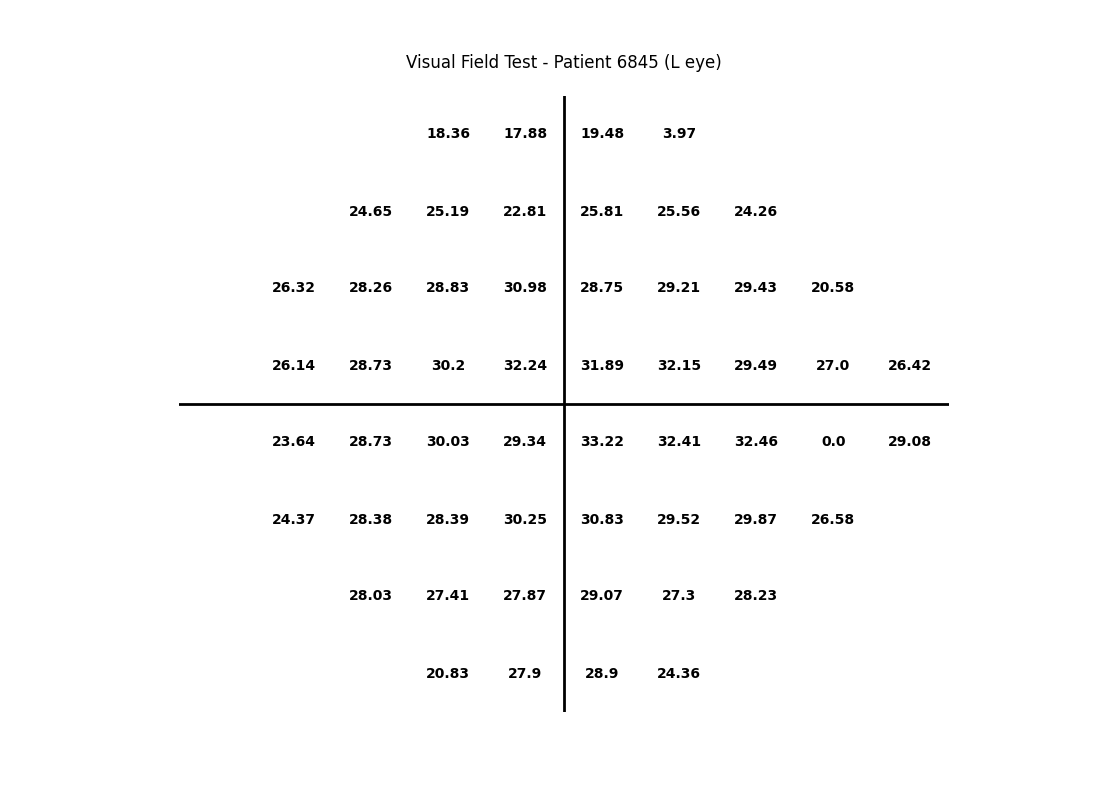 Visual Field Test - Patient 6845 (L eye)
18.36 17.88 19.48 3.97
24.65 25.19 22.81 25.81 25.56 24.26
26.32 28.26 28.83 30.98 28.75 29.21 29.43 20.58
26.14 28.73 30.2 32.24 31.89 32.15 29.49 27.0 26.42
23.64 28.73 30.03 29.34 33.22 32.41 32.46 0.0 29.08
24.37 28.38 28.39 30.25 30.83 29.52 29.87 26.58
28.03 27.41 27.87 29.07 27.3 28.23
20.83 27.9 28.9 24.36